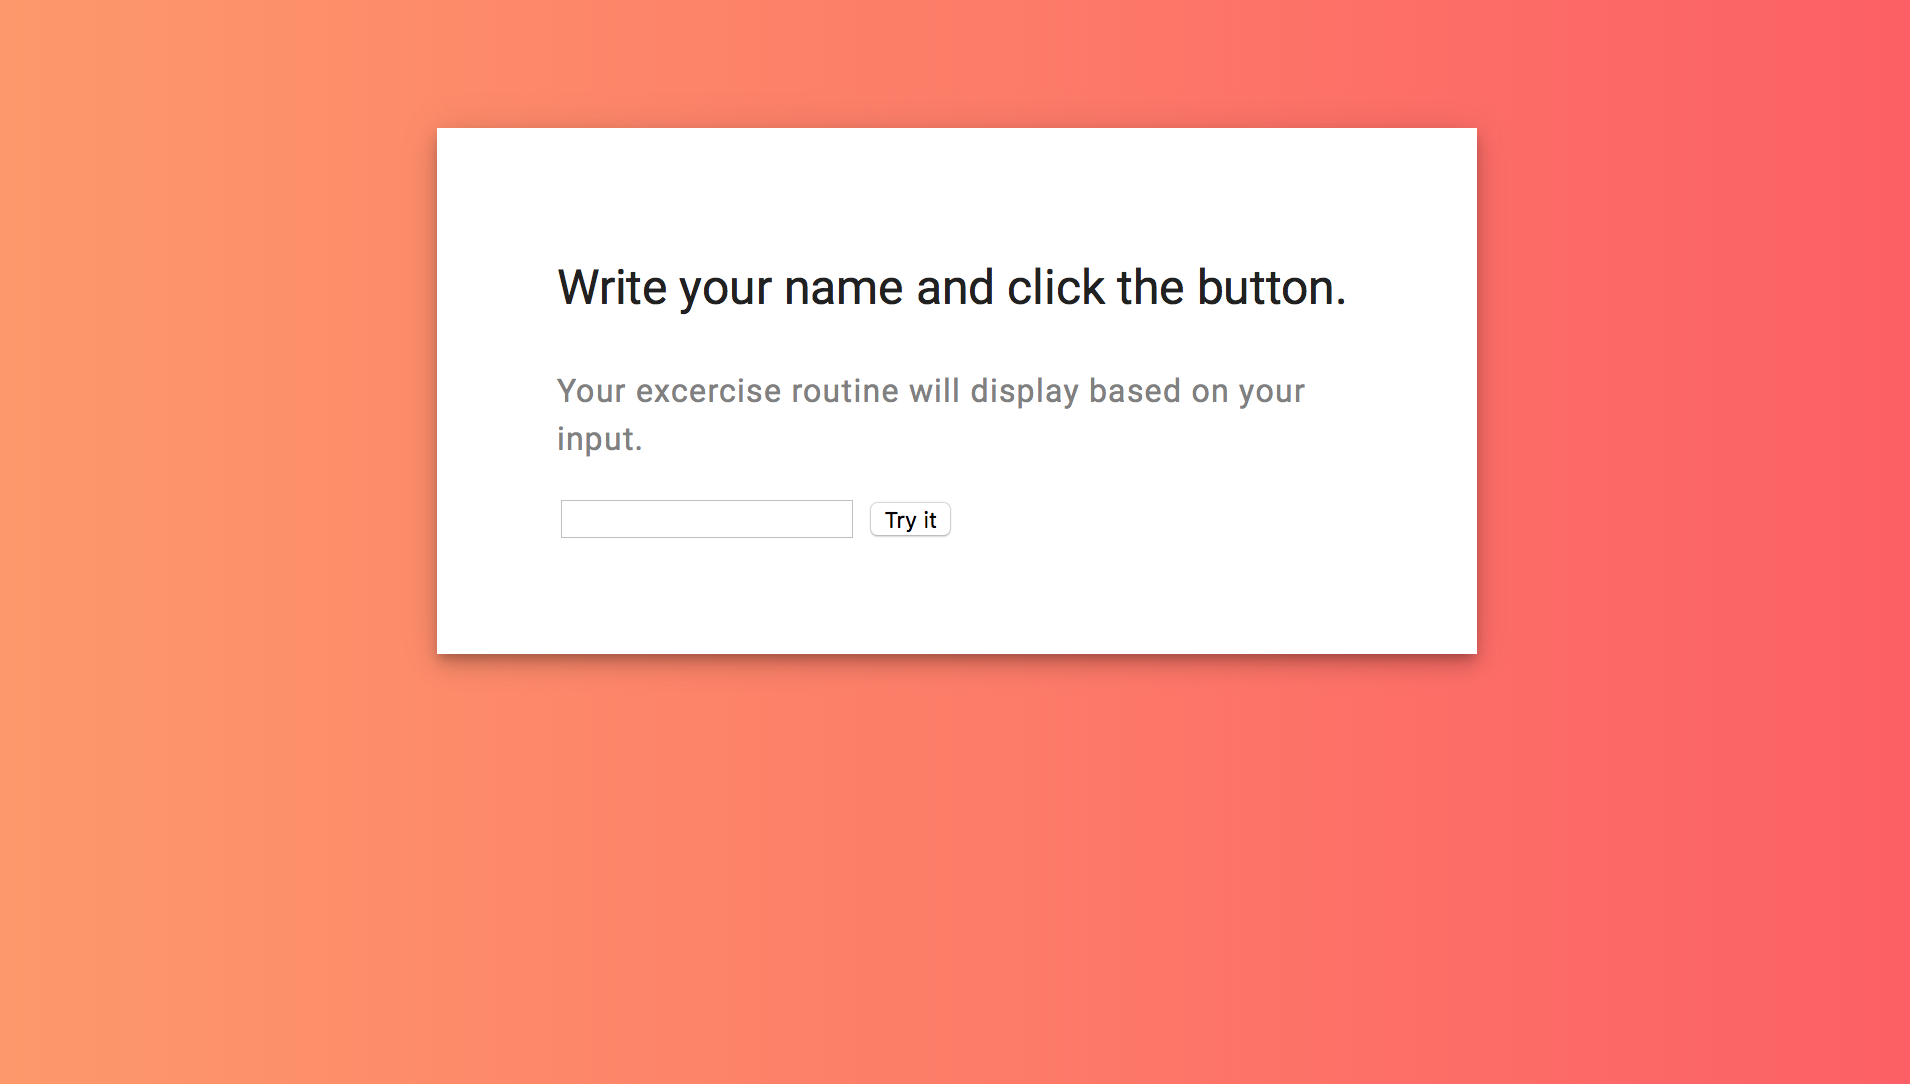 Write your name and click the button.
Your excercise routine will display based on your
input.
Try it